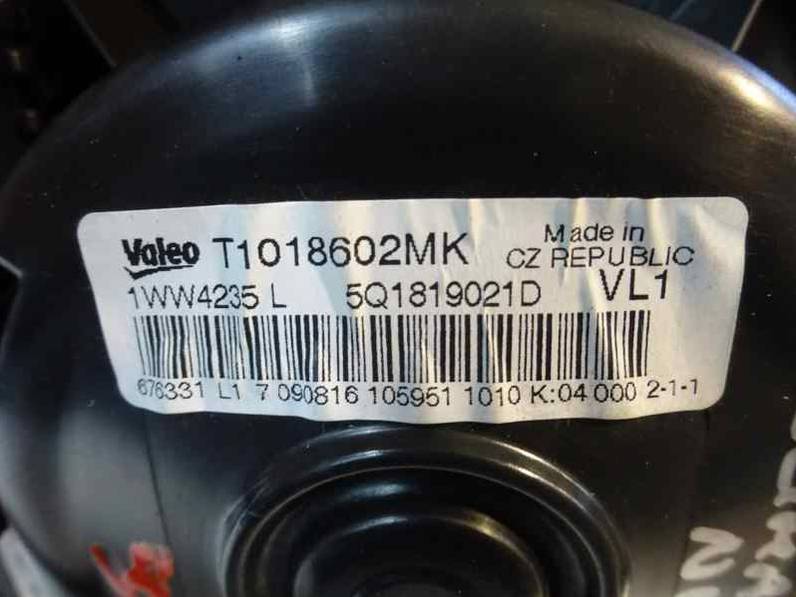 Valeo T1018602MK Made in
CZ REPUBLIC
1WW4235 L 5Q1819021D VL1
676331 L1 7 090816 105951 1010 K:04 000 2-1-1